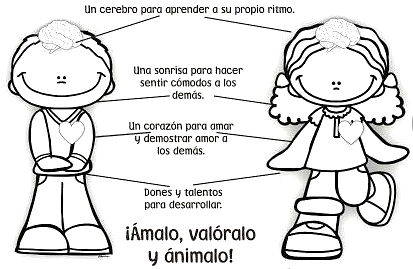 Un cerebro para aprender a su propio ritmo.
Una sonrisa para hacer
sentir cómodos a los
demás.
Un corazón para amar
y demostrar amor a
los demás.
Dones y talentos
para desarrollar.
¡Ámalo, valóralo
y ánimalo!